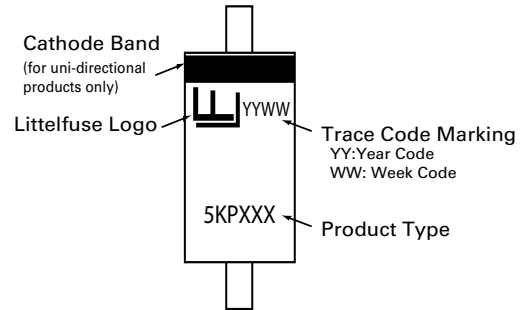 Cathode Band
(for uni-directional
products only)
Littelfuse Logo
YYWW
Trace Code Marking
YY:Year Code
WW: Week Code
5KPXXX
Product Type